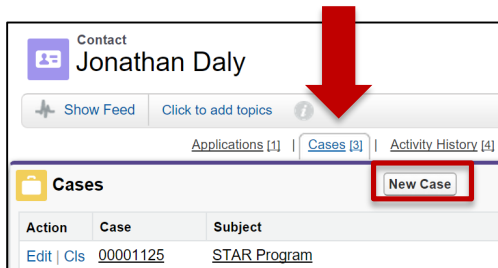 Contact
Jonathan Daly
Show Feed Click to add topics
Applications [1] | Cases [3] | Activity History [4]
Cases New Case
Action Case Subject
Edit | Cls 00001125 STAR Program